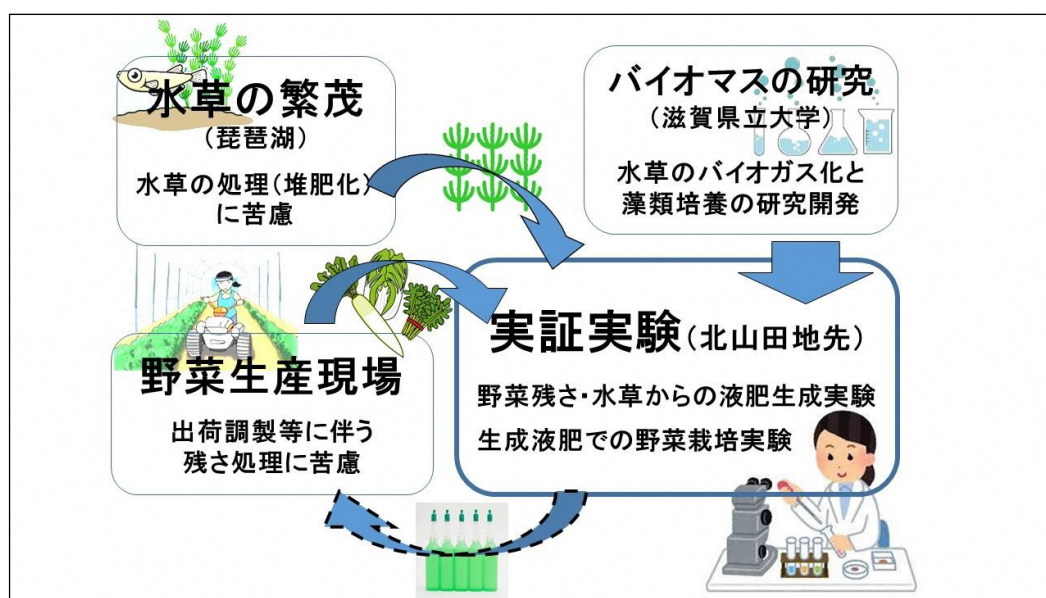 水草の繁茂
（琵琶湖）
水草の処理（堆肥化）
に苦慮
バイオマスの研究
（滋賀県立大学）
水草のバイオガス化と
藻類培養の研究開発
野菜生産現場
出荷調製等に伴う
残さ処理に苦慮
実証実験（北山田地先）
野菜残さ・水草からの液肥生成実験
生成液肥での野菜栽培実験